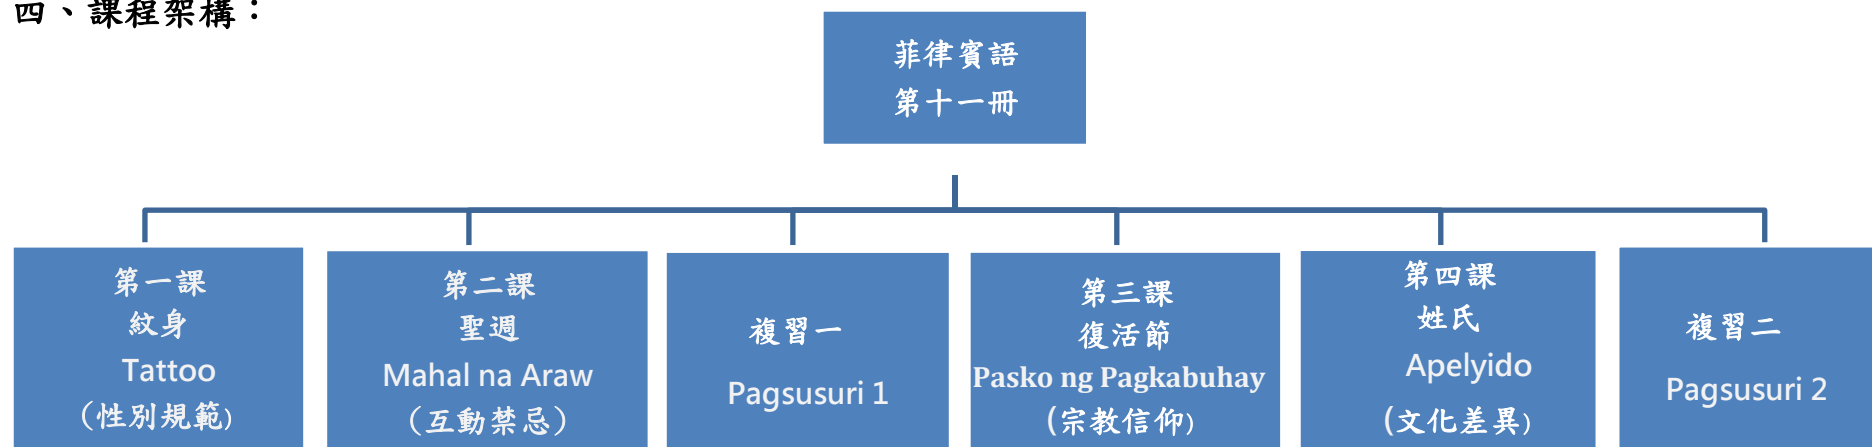 四、課程架構：
菲律賓語
第十一冊
第一課
紋身
Tattoo
（性別規範）
第二課
聖週
Mahal na Araw
（互動禁忌）
複習一
Pagsusuri 1
第三課
復活節
Pasko ng Pagkabuhay
(宗教信仰)
第四課
姓氏
Apelyido
(文化差異)
複習二
Pagsusuri 2